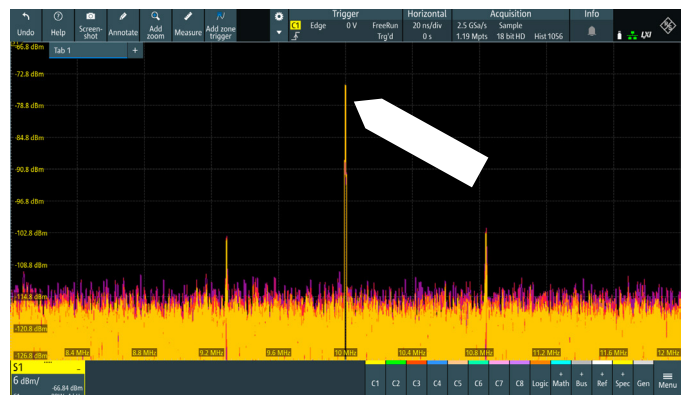 Trigger Horizontal Acquisition Info
Undo Help Screen-shot Annotate Add zoom Measure Add zone trigger
C1 Edge 0 V FreeRun 20 ns/div 2.5 GSa/s Sample
Trg'd 0 s 1.19 Mpts 18 bit HD Hist 1056
LXI
Tab 1 +
-66.8 dBm
-72.8 dBm
-78.8 dBm
-84.8 dBm
-90.8 dBm
-96.8 dBm
-102.8 dBm
-108.8 dBm
-114.8 dBm
-120.8 dBm
-126.8 dBm 8.4 MHz 8.8 MHz 9.2 MHz 9.6 MHz 10 MHz 10.4 MHz 10.8 MHz 11.2 MHz 11.6 MHz 12 MHz
S1
6 dBm/
-66.84 dBm
C1 C2 C3 C4 C5 C6 C7 C8 Logic Math Bus Ref Spec Gen Menu